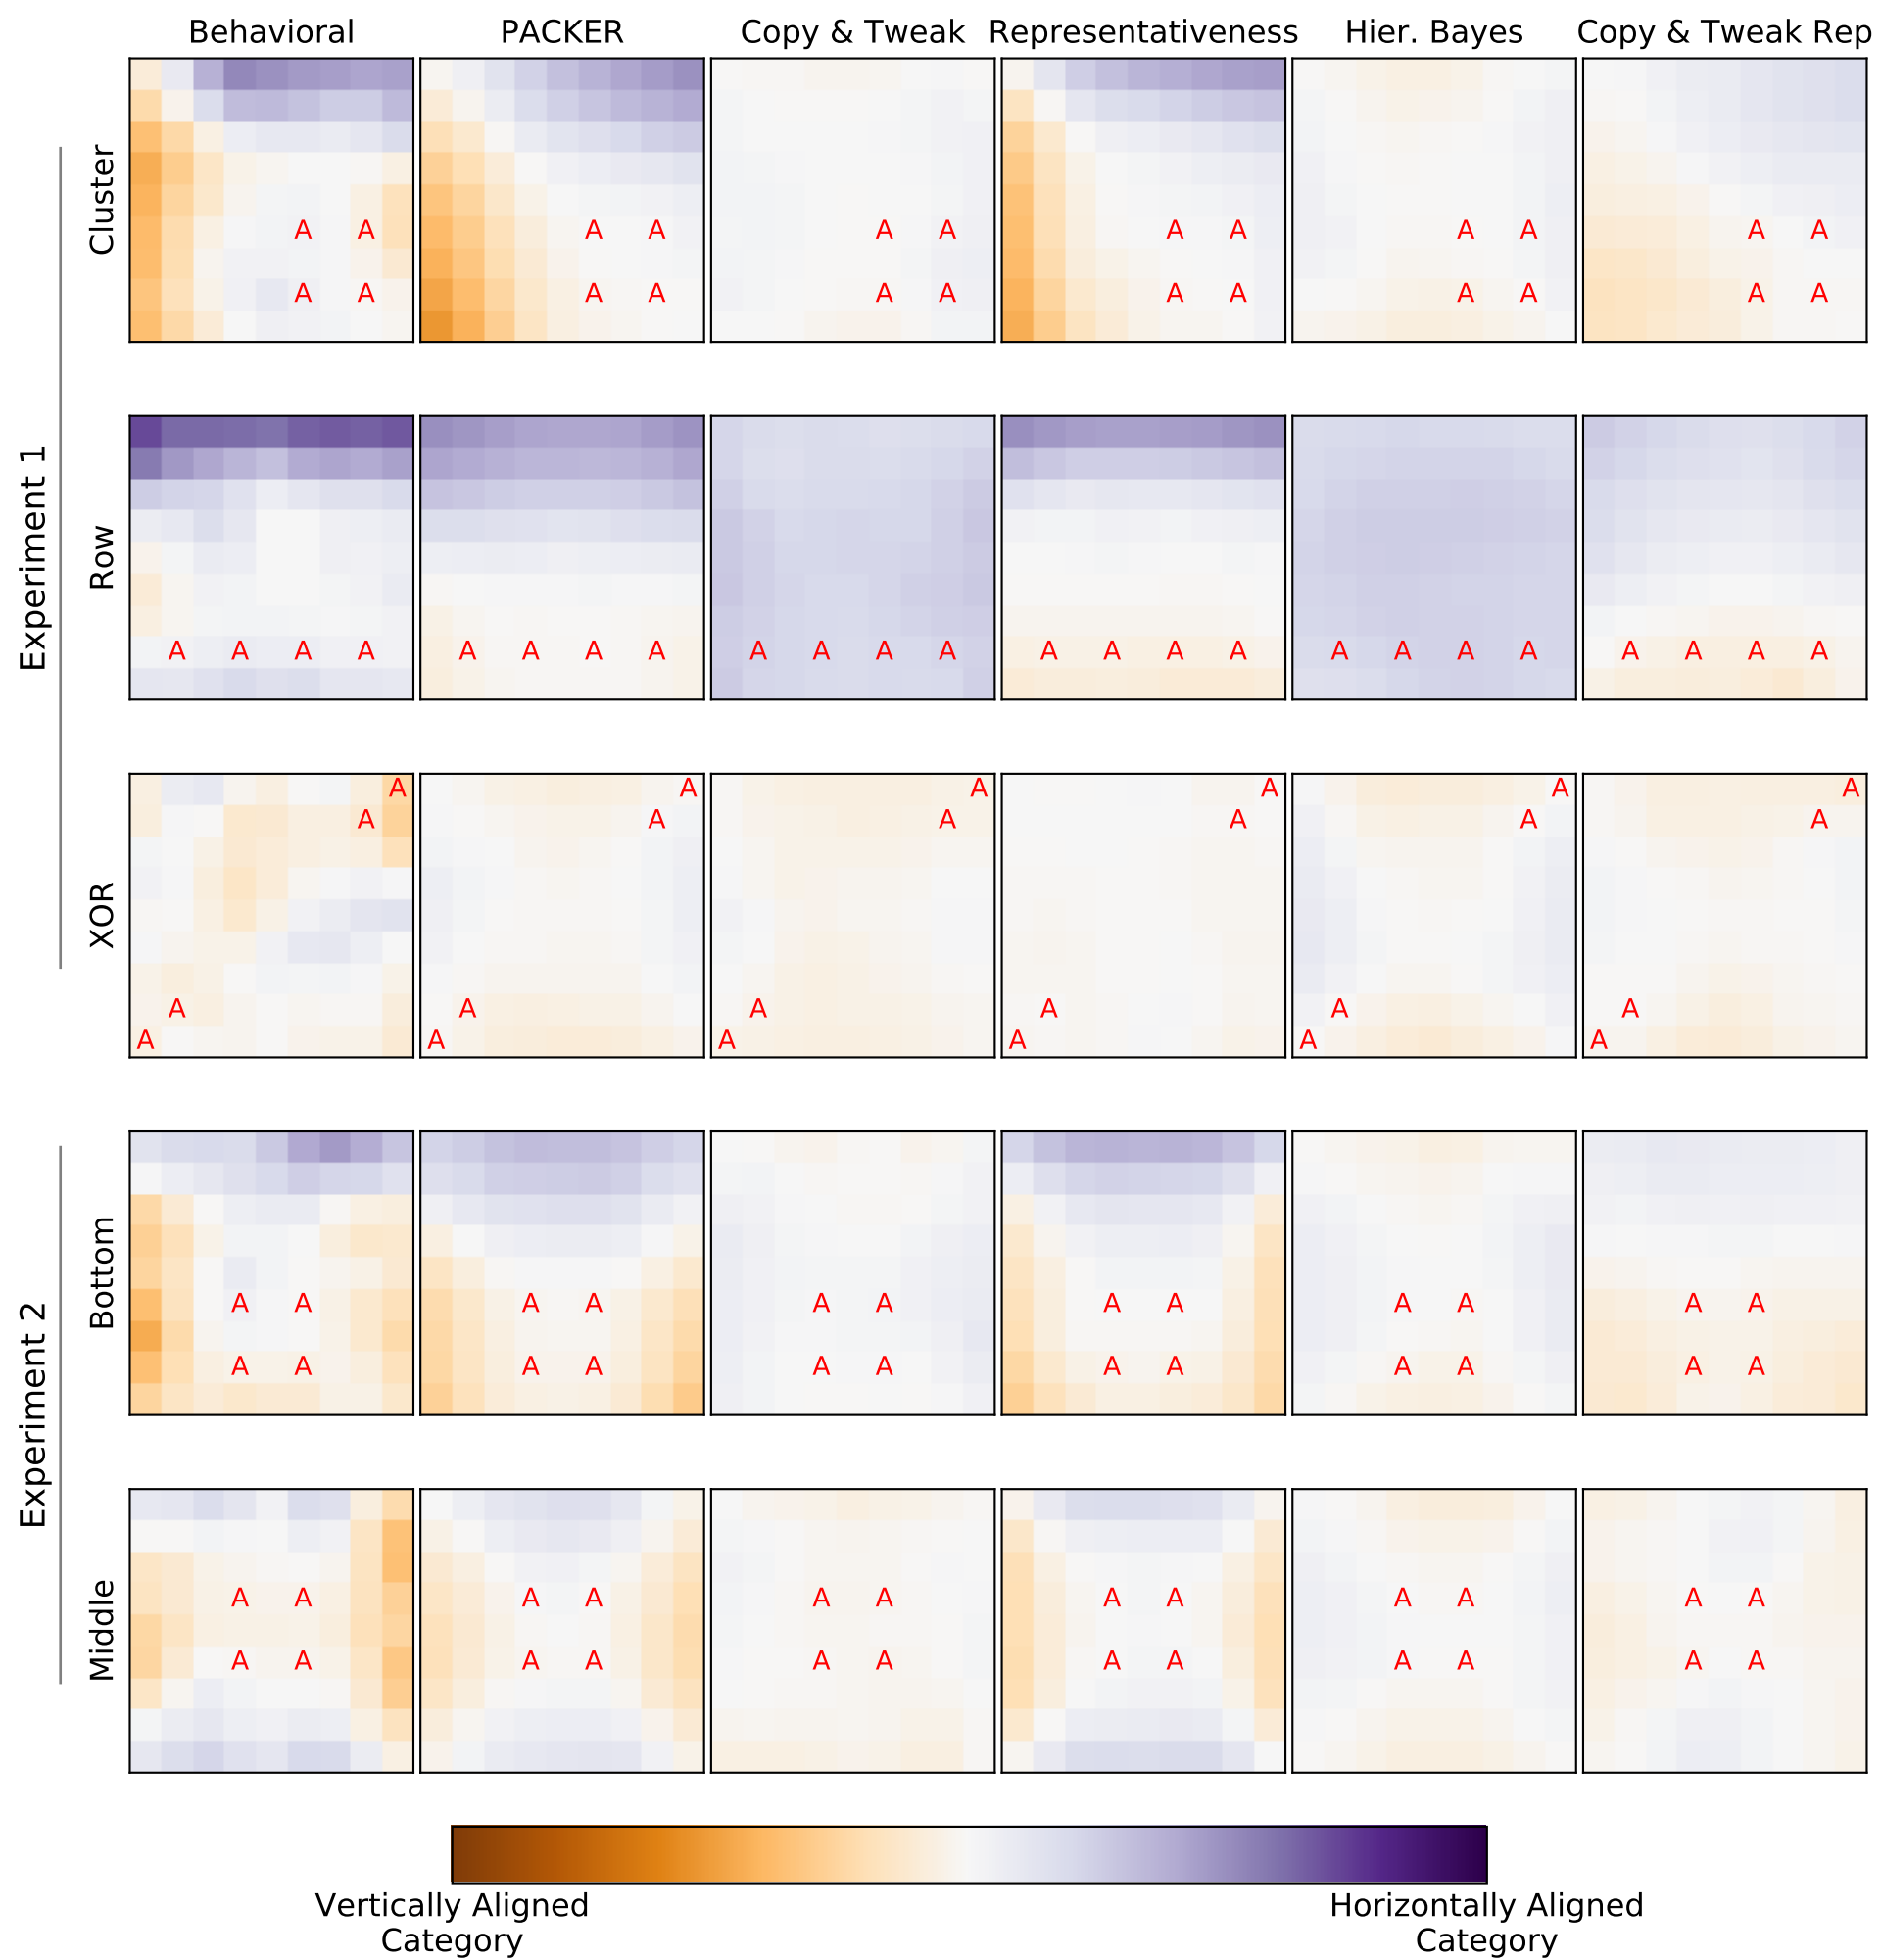 Behavioral PACKER Copy & Tweak Representativeness Hier. Bayes Copy & Tweak Rep
Experiment 1
Cluster
A A A A A A A A A A A A
A A A A A A A A A A A A
Row
A A A A A A A A A A A A A A A A A A A A A A A A
XOR
A A A A A A
A A A A A A
A A A A A A
A A A A A A
Experiment 2
Bottom
A A A A A A A A A A A A
A A A A A A A A A A A A
Middle
A A A A A A A A A A A A
A A A A A A A A A A A A
Vertically Aligned
Category
Horizontally Aligned
Category